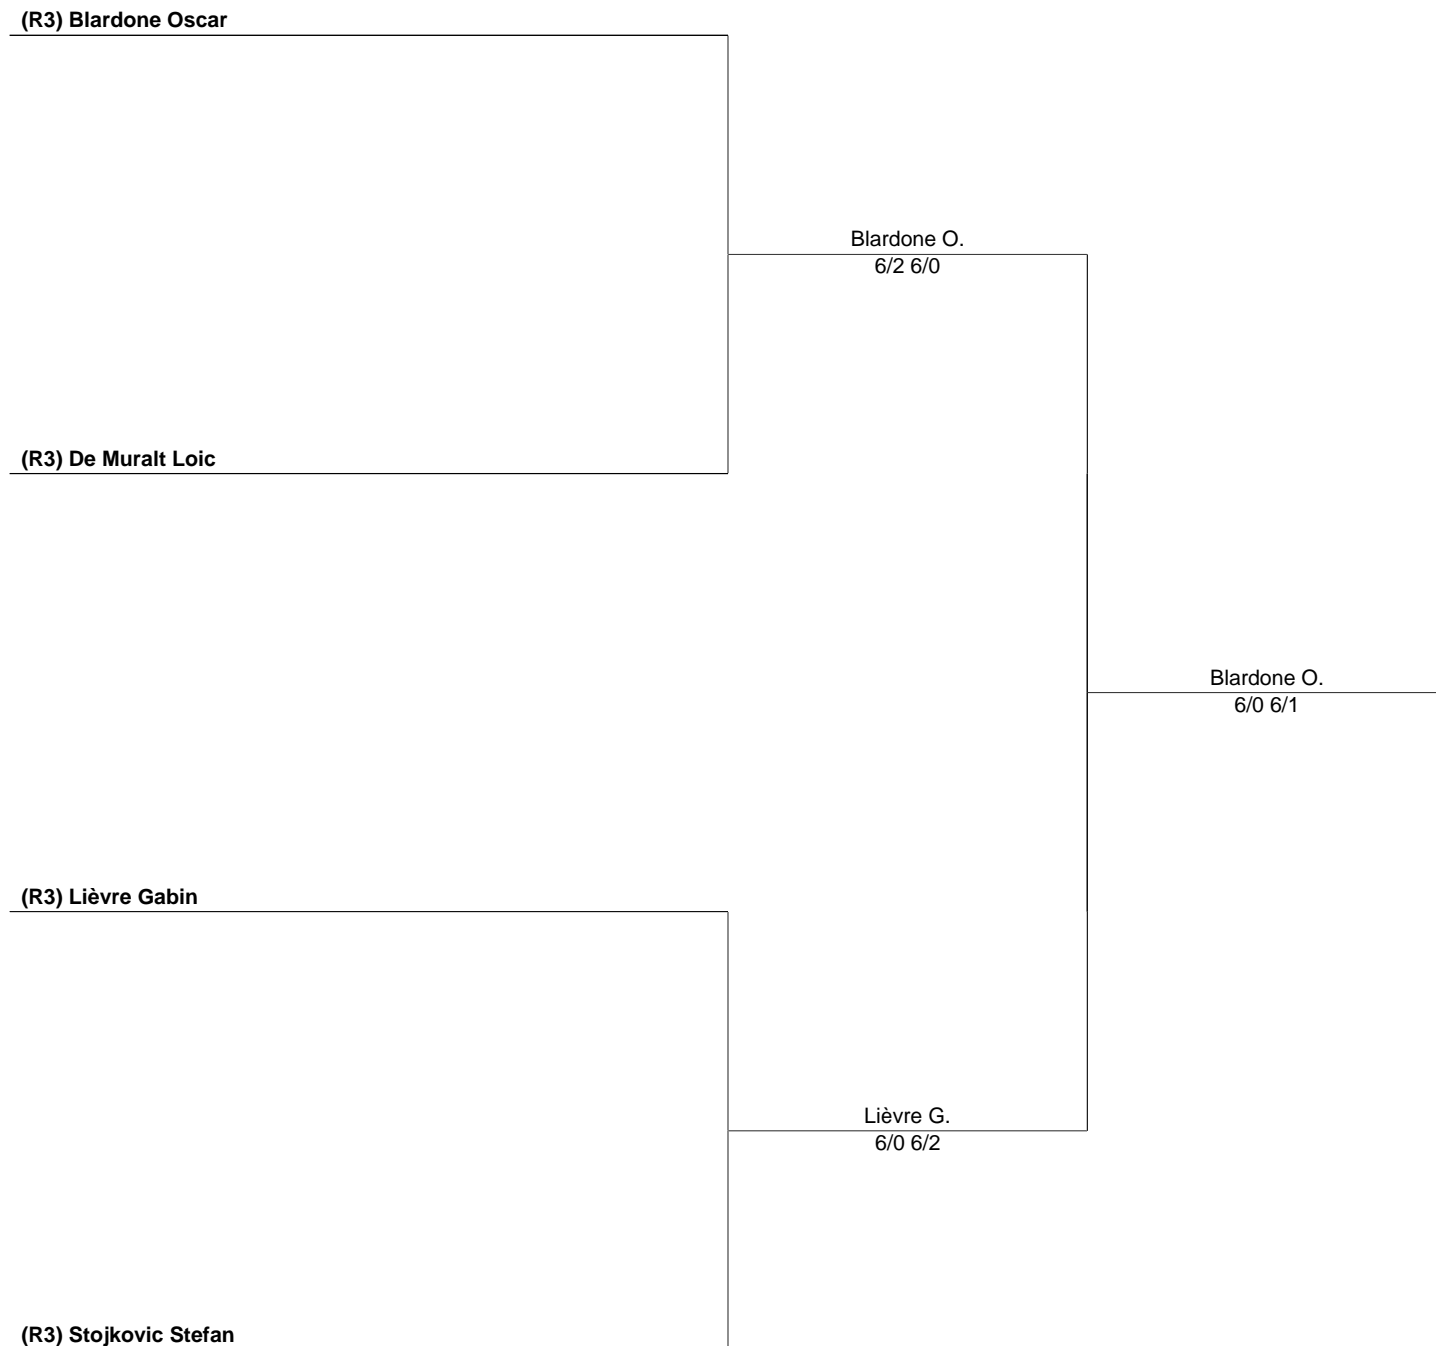 (R3) Blardone Oscar
Blardone O.
6/2 6/0
(R3) De Muralt Loic
Blardone O.
6/0 6/1
(R3) Lièvre Gabin
Lièvre G.
6/0 6/2
(R3) Stojkovic Stefan